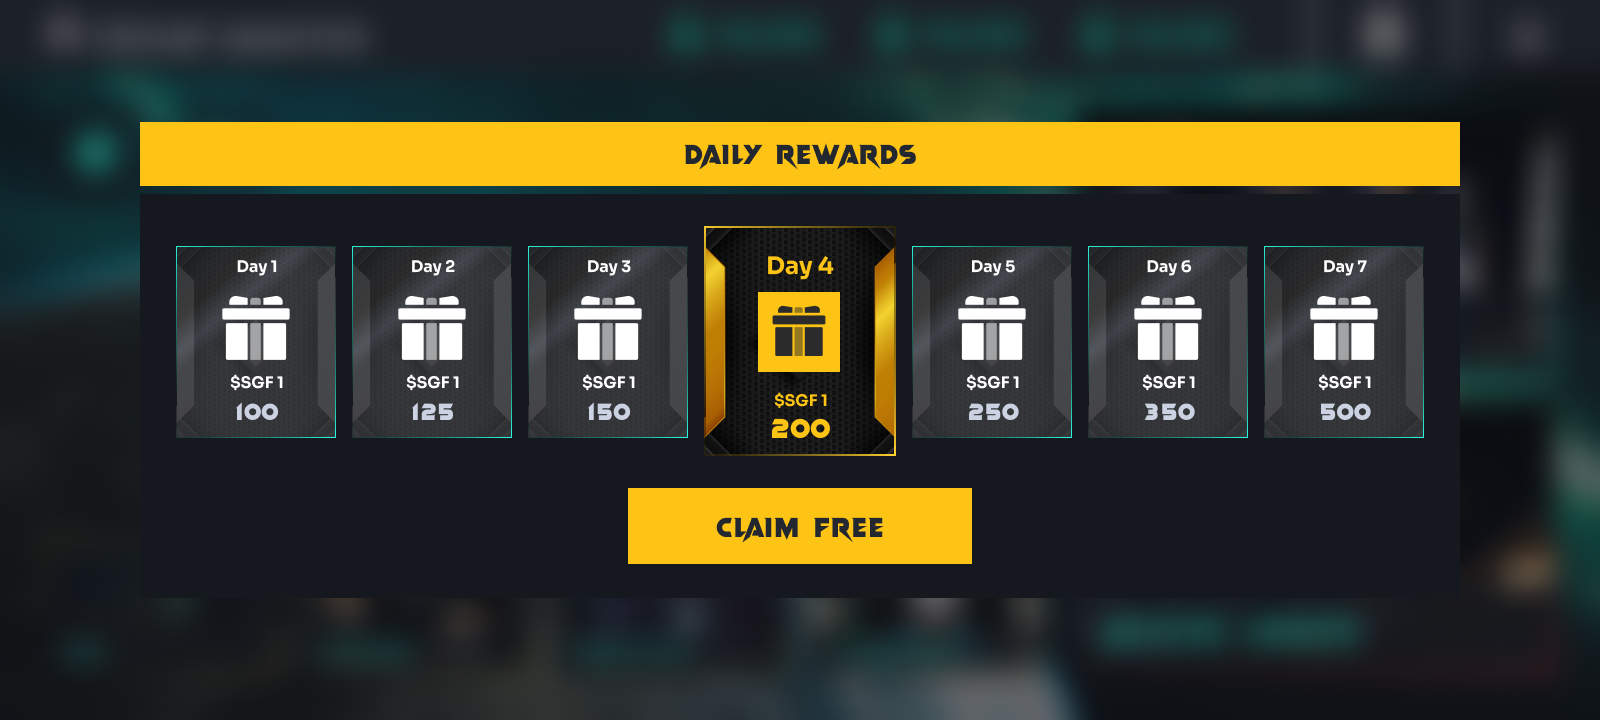 DAILY REWARDS
Day 1
$SGF 1
100
Day 2
$SGF 1
125
Day 3
$SGF 1
150
Day 4
$SGF 1
200
Day 5
$SGF 1
250
Day 6
$SGF 1
350
Day 7
$SGF 1
500
CLAIM FREE